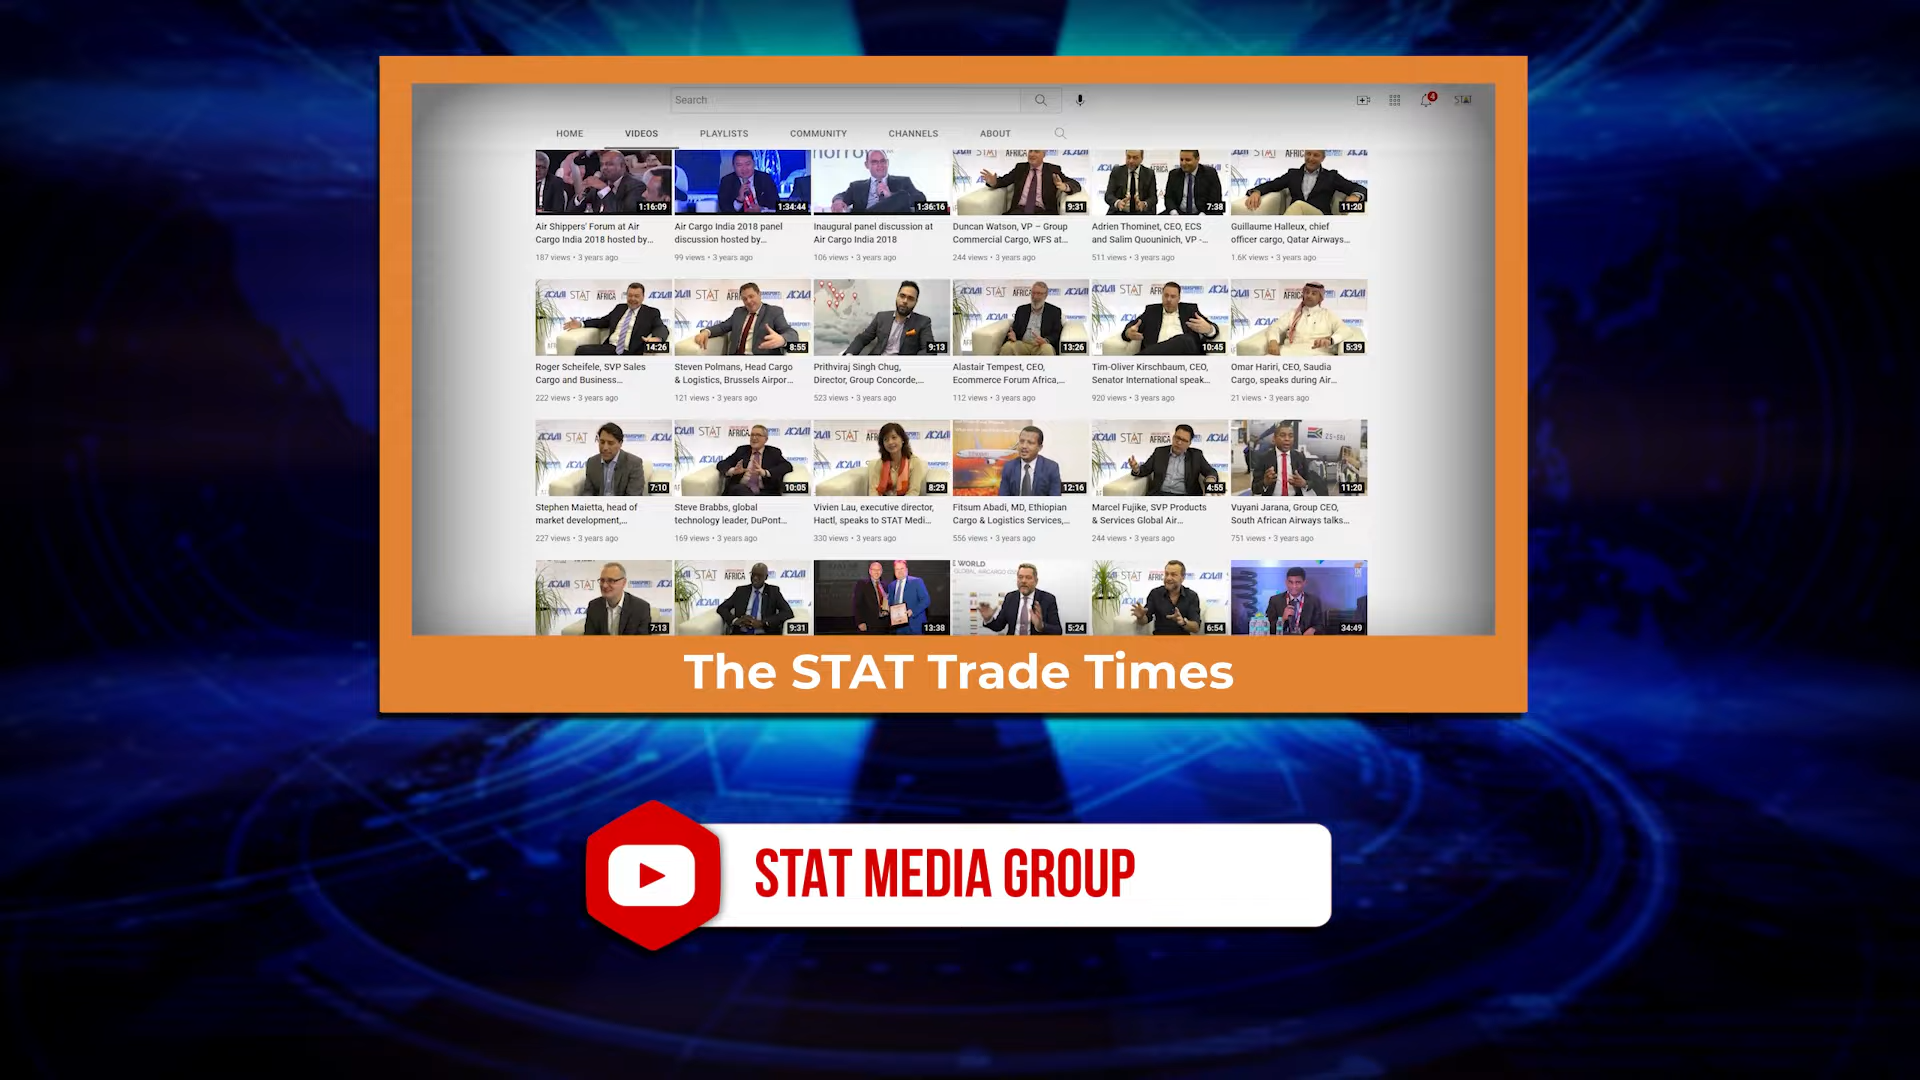 Search
4
STAT
HOME VIDEOS PLAYLISTS COMMUNITY CHANNELS ABOUT
1:16:09 1:34:44 1:36:16 9:31 7:38 11:20
Air Shippers' Forum at Air Air Cargo India 2018 panel Inaugural panel discussion at Duncan Watson, VP – Group Adrien Thominet, CEO, ECS Guillaume Halleux, chief
Cargo India 2018 hosted by... discussion hosted by... Air Cargo India 2018 Commercial Cargo, WFS at... and Salim Quouninich, VP -... officer cargo, Qatar Airways...
187 views • 3 years ago 99 views • 3 years ago 106 views • 3 years ago 244 views • 3 years ago 511 views • 3 years ago 1.6K views • 3 years ago
14:26 8:55 9:13 13:26 10:45 5:39
Roger Scheifele, SVP Sales Steven Polmans, Head Cargo Prithviraj Singh Chug, Alastair Tempest, CEO, Tim-Oliver Kirschbaum, CEO, Omar Hariri, CEO, Saudia
Cargo and Business... & Logistics, Brussels Airpor... Director, Group Concorde,... Ecommerce Forum Africa,... Senator International speak... Cargo, speaks during Air...
222 views • 3 years ago 121 views • 3 years ago 523 views • 3 years ago 112 views • 3 years ago 920 views • 3 years ago 21 views • 3 years ago
7:10 10:05 8:29 12:16 4:55 11:20
Stephen Maietta, head of Steve Brabbs, global Vivien Lau, executive director, Fitsum Abadi, MD, Ethiopian Marcel Fujike, SVP Products Vuyani Jarana, Group CEO,
market development,... technology leader, DuPont... Hactl, speaks to STAT Medi... Cargo & Logistics Services,... & Services Global Air... South African Airways talks...
227 views • 3 years ago 169 views • 3 years ago 330 views • 3 years ago 556 views • 3 years ago 244 views • 3 years ago 751 views • 3 years ago
7:13 9:31 13:38 5:24 6:54 34:49
The STAT Trade Times
STAT MEDIA GROUP